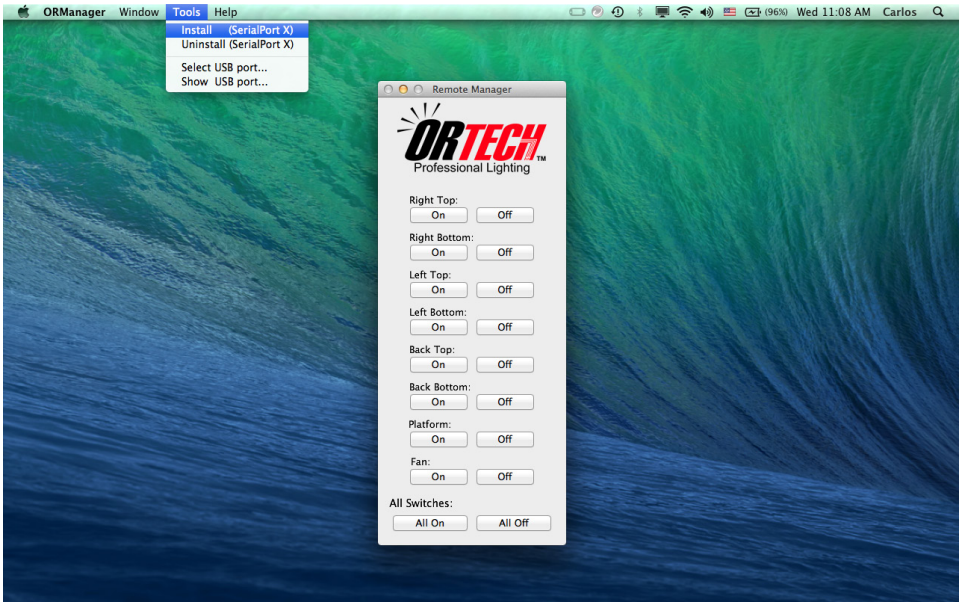 ORManager Window Tools Help (96%) Wed 11:08 AM Carlos
Install (SerialPort X)
Uninstall (SerialPort X)
Select USB port...
Show USB port...
Remote Manager
ORTECH TM
Professional Lighting
Right Top:
On Off
Right Bottom:
On Off
Left Top:
On Off
Left Bottom:
On Off
Back Top:
On Off
Back Bottom:
On Off
Platform:
On Off
Fan:
On Off
All Switches:
All On All Off